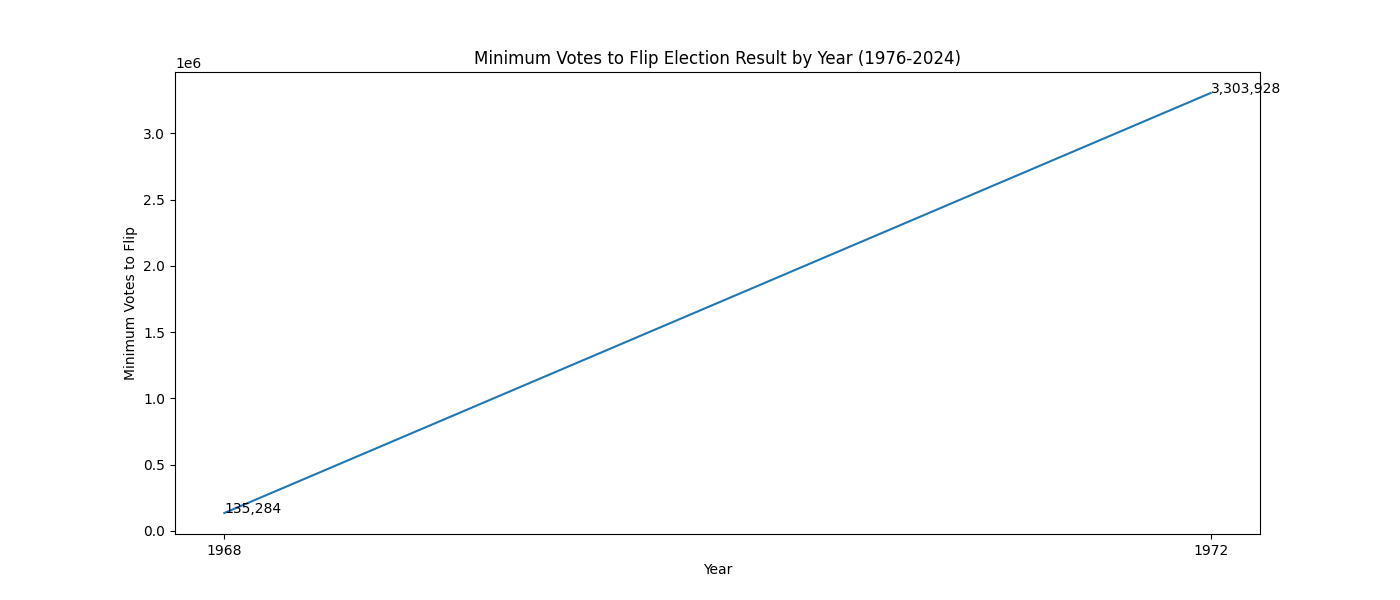 Minimum Votes to Flip Election Result by Year (1976-2024)
1e6
3,303,928
3.0
2.5
2.0
1.5
1.0
0.5
0.0
Minimum Votes to Flip
135,284
1968
1972
Year